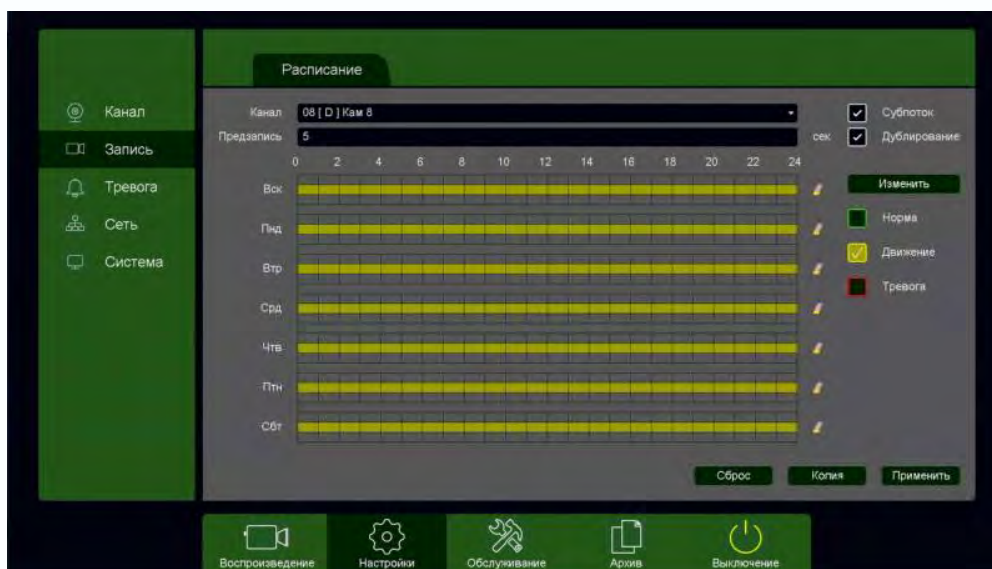 Расписание
Канал
Запись
Тревога
Сеть
Система
Канал 08 [ D ] Кам 8 Субпоток
Предзапись 5 сек Дублирование
0 2 4 6 8 10 12 14 16 18 20 22 24
Вск Изменить
Пнд Норма
Втр Движение
Срд Тревога
Чтв
Птн
Сбт
Сброс Копия Применить
Воспроизведение Настройки Обслуживание Архив Выключение